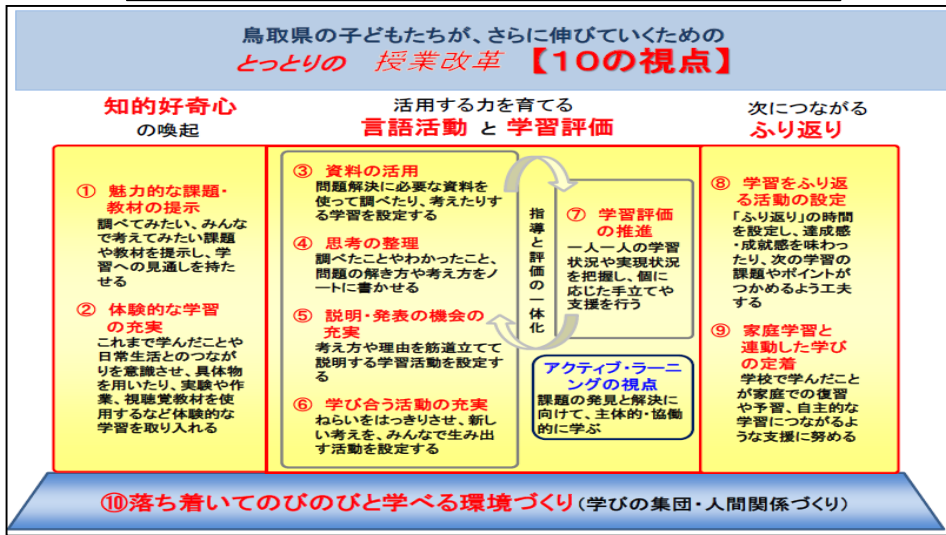 鳥取県の子どもたちが、さらに伸びていくための
とっとりの 授業改革 【10の視点】
知的好奇心
の喚起
活用する力を育てる
言語活動 と 学習評価
次につながる
ふり返り
① 魅力的な課題・
教材の提示
調べてみたい、みんな
で考えてみたい課題
や教材を提示し、学
習への見通しを持た
せる
② 体験的な学習
の充実
これまで学んだことや
日常生活とのつなが
りを意識させ、具体物
を用いたり、実験や作
業、視聴覚教材を使
用するなど体験的な
学習を取り入れる
③ 資料の活用
問題解決に必要な資料を
使って調べたり、考えたりす
る学習を設定する
④ 思考の整理
調べたことやわかったこと、
問題の解き方や考え方をノ
ートに書かせる
⑤ 説明・発表の機会の
充実
考え方や理由を筋道立てて
説明する学習活動を設定す
る
⑥ 学び合う活動の充実
ねらいをはっきりさせ、新し
い考えを、みんなで生み出
す活動を設定する
指導と評価の一体化
⑦ 学習評価
の推進
一人一人の学習
状況や実現状況
を把握し、個に
応じた手立てや
支援を行う
アクティブ・ラーニ
ングの視点
課題の発見と解決に
向けて、主体的・協働
的に学ぶ
⑧ 学習をふり返
る活動の設定
「ふり返り」の時間
を設定し、達成感
・成就感を味わっ
たり、次の学習の
課題やポイントが
つかめるよう工夫
する
⑨ 家庭学習と
連動した学び
の定着
学校で学んだこと
が家庭での復習
や予習、自主的な
学習につながるよ
うな支援に努める
⑩落ち着いてのびのびと学べる環境づくり(学びの集団・人間関係づくり)